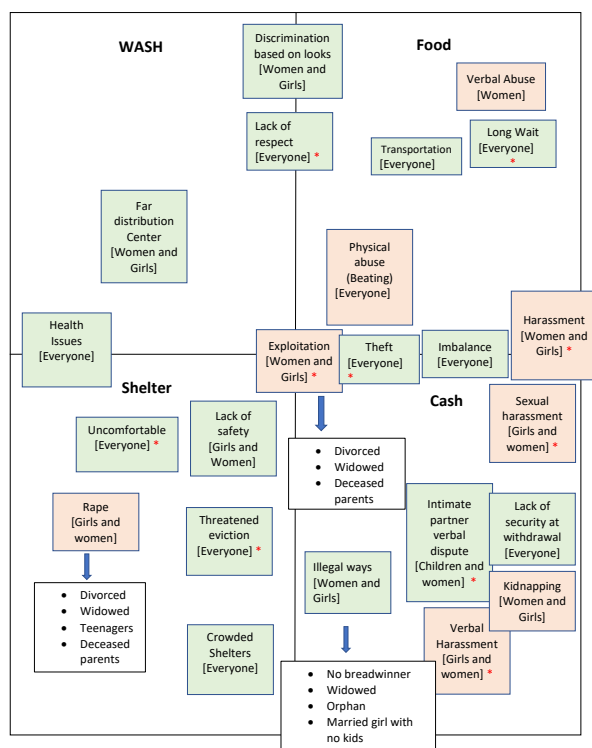 WASH
Discrimination
based on looks
[Women and
Girls]
Food
Verbal Abuse
[Women]
Lack of
respect
[Everyone] *
Transportation
[Everyone]
Long Wait
[Everyone]
*
Far
distribution
Center
[Women and
Girls]
Physical
abuse
(Beating)
[Everyone]
Health
Issues
[Everyone]
Exploitation
[Women and
Girls] *
Theft
[Everyone]
*
Imbalance
[Everyone]
Harassment
[Women and
Girls] *
Shelter
Uncomfortable
[Everyone] *
Lack of
safety
[Girls and
Women]
Cash
Sexual
harassment
[Girls and
women] *
• Divorced
• Widowed
• Deceased
parents
Rape
[Girls and
women]
Threatened
eviction
[Everyone] *
Intimate
partner
verbal
dispute
[Children and
women] *
Lack of
security at
withdrawal
[Everyone]
Illegal ways
[Women and
Girls]
Kidnapping
[Women and
Girls]
• Divorced
• Widowed
• Teenagers
• Deceased
parents
Crowded
Shelters
[Everyone]
Verbal
Harassment
[Girls and
women] *
• No breadwinner
• Widowed
• Orphan
• Married girl with
no kids